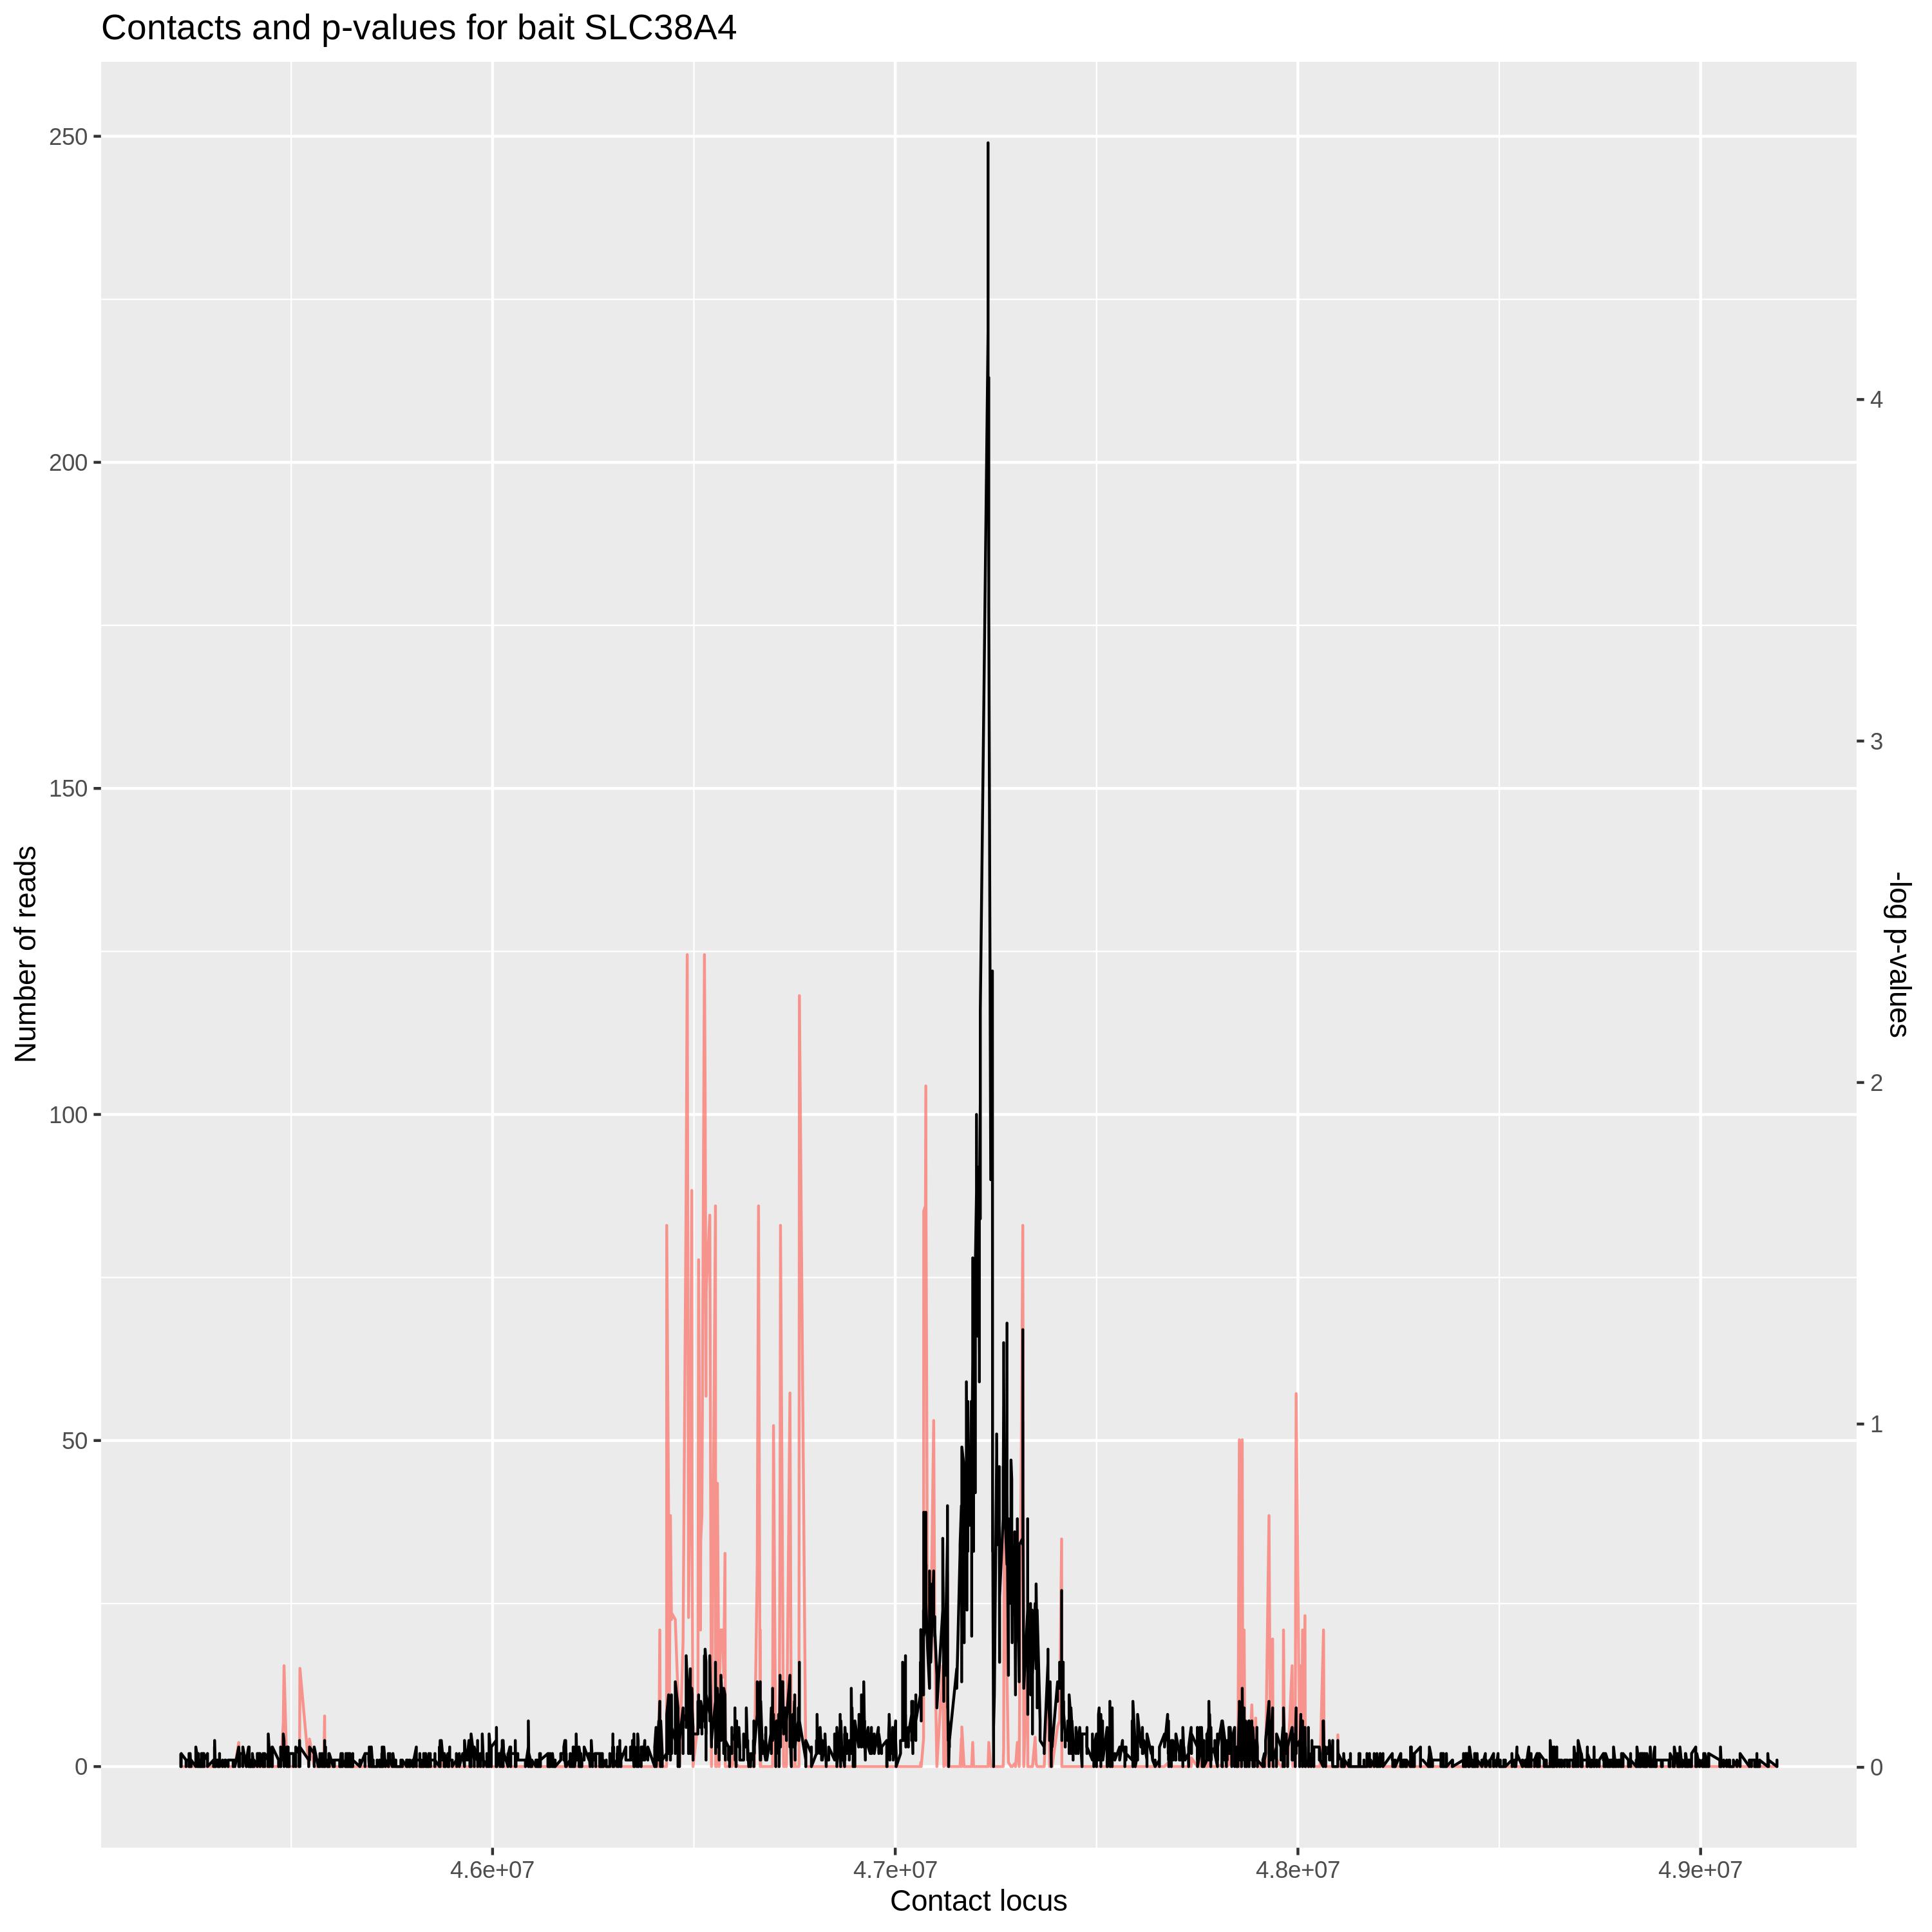 Contacts and p-values for bait SLC38A4
250
200
150
100
50
0
Number of reads
4
3
2
1
0
-log p-values
4.6e+07 4.7e+07 4.8e+07 4.9e+07
Contact locus